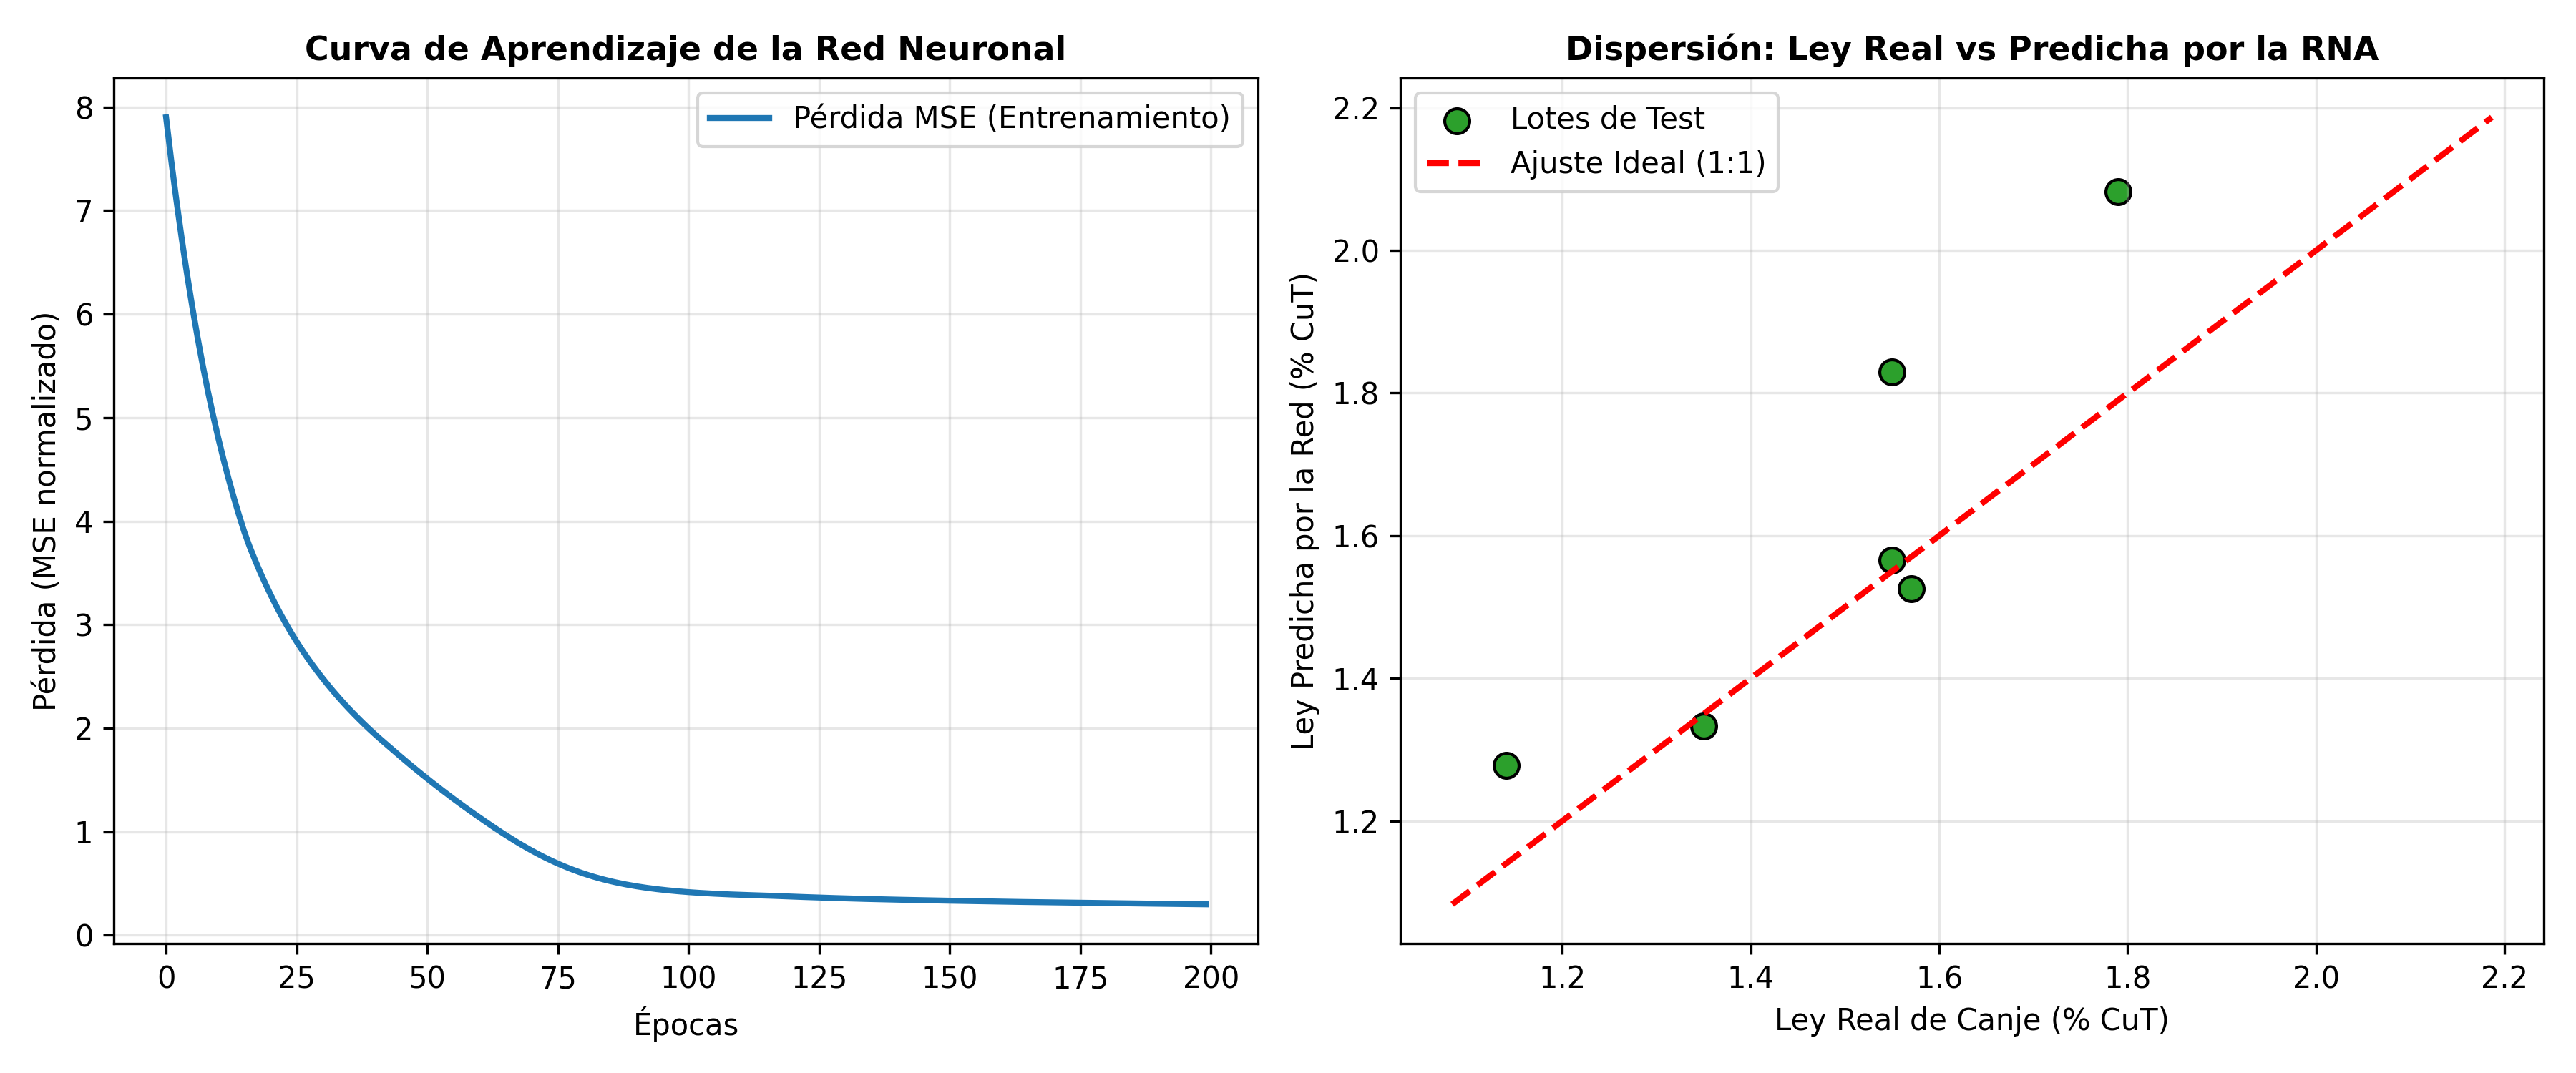 Curva de Aprendizaje de la Red Neuronal
Pérdida MSE (Entrenamiento)
Pérdida (MSE normalizado)
8
7
6
5
4
3
2
1
0
0 25 50 75 100 125 150 175 200
Épocas
Dispersión: Ley Real vs Predicha por la RNA
Lotes de Test
Ajuste Ideal (1:1)
Ley Predicha por la Red (% CuT)
2.2
2.0
1.8
1.6
1.4
1.2
1.2 1.4 1.6 1.8 2.0 2.2
Ley Real de Canje (% CuT)